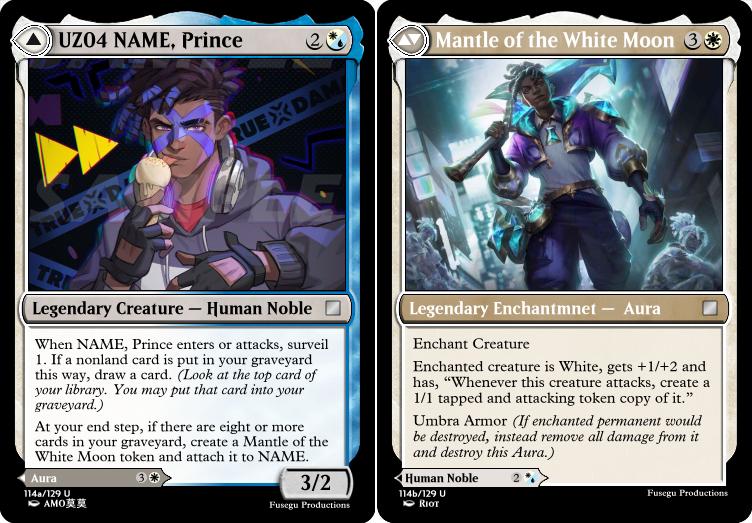 UZ04 NAME, Prince
2
TRUE DAM
TRUE
TRUE
Legendary Creature — Human Noble
When NAME, Prince enters or attacks, surveil
1. If a nonland card is put in your graveyard
this way, draw a card. (Look at the top card of
your library. You may put that card into your
graveyard.)
At your end step, if there are eight or more
cards in your graveyard, create a Mantle of the
White Moon token and attach it to NAME.
Aura 3
3/2
114a/129 U
AMO莫莫
Fusegu Productions
Mantle of the White Moon
3
Legendary Enchantmnet — Aura
Enchant Creature
Enchanted creature is White, gets +1/+2 and
has, “Whenever this creature attacks, create a
1/1 tapped and attacking token copy of it.”
Umbra Armor (If enchanted permanent would
be destroyed, instead remove all damage from it
and destroy this Aura.)
Human Noble 2
114b/129 U
RIOT
Fusegu Productions